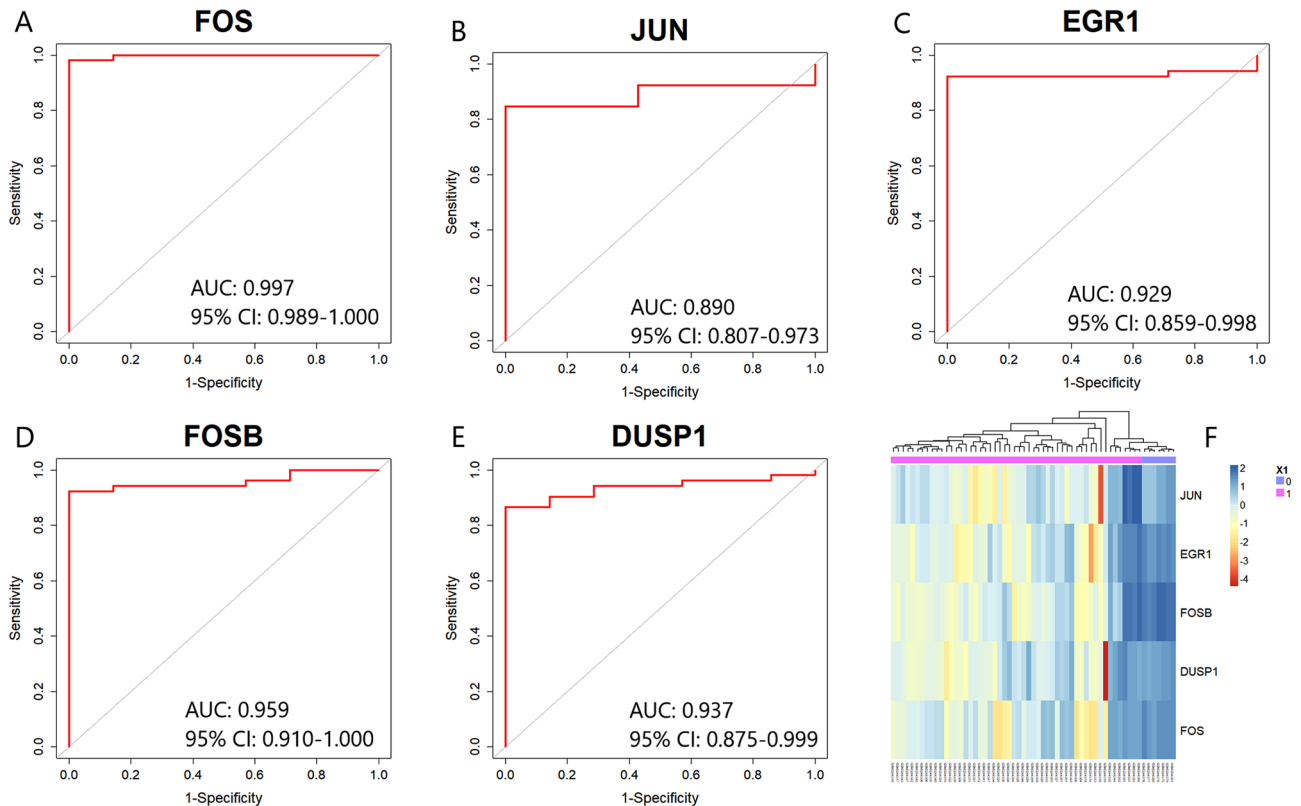 A
FOS
1.0
0.8
0.6
0.4
0.2
0.0
Sensitivity
AUC: 0.997
95% CI: 0.989-1.000
0.0 0.2 0.4 0.6 0.8 1.0
1-Specificity
B
JUN
1.0
0.8
0.6
0.4
0.2
0.0
Sensitivity
AUC: 0.890
95% CI: 0.807-0.973
0.0 0.2 0.4 0.6 0.8 1.0
1-Specificity
C
EGR1
1.0
0.8
0.6
0.4
0.2
0.0
Sensitivity
AUC: 0.929
95% CI: 0.859-0.998
0.0 0.2 0.4 0.6 0.8 1.0
1-Specificity
D
FOSB
1.0
0.8
0.6
0.4
0.2
0.0
Sensitivity
AUC: 0.959
95% CI: 0.910-1.000
0.0 0.2 0.4 0.6 0.8 1.0
1-Specificity
E
DUSP1
1.0
0.8
0.6
0.4
0.2
0.0
Sensitivity
AUC: 0.937
95% CI: 0.875-0.999
0.0 0.2 0.4 0.6 0.8 1.0
1-Specificity
F
JUN
EGR1
FOSB
DUSP1
FOS
2
1
0
-1
-2
-3
-4
X1
0
1